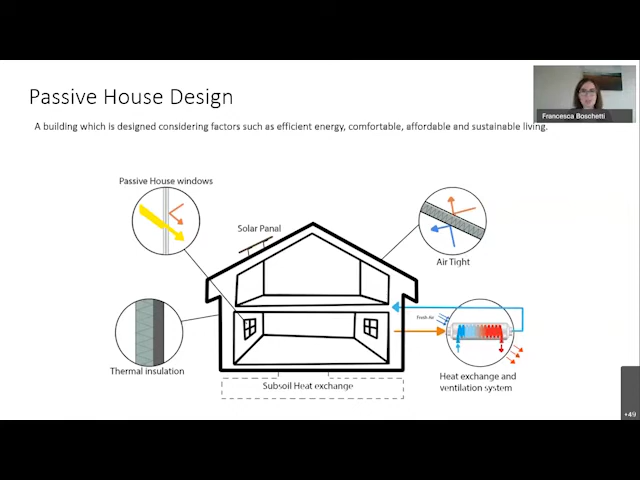 Passive House Design
A building which is designed considering factors such as efficient energy, comfortable, affordable and sustainable living.
Francesca Boschetti
Passive House windows
Solar Panal
Air Tight
Fresh Air
Thermal insulation
Subsoil Heat exchange
Heat exchange and
ventilation system
+49